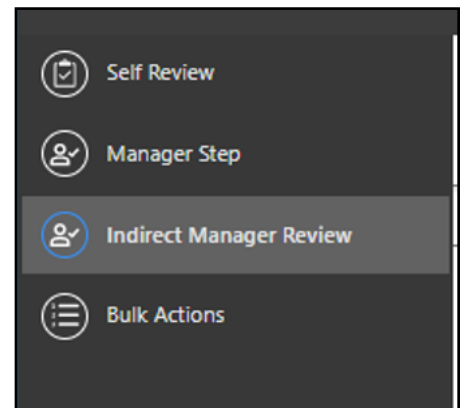 Self Review
Manager Step
Indirect Manager Review
Bulk Actions